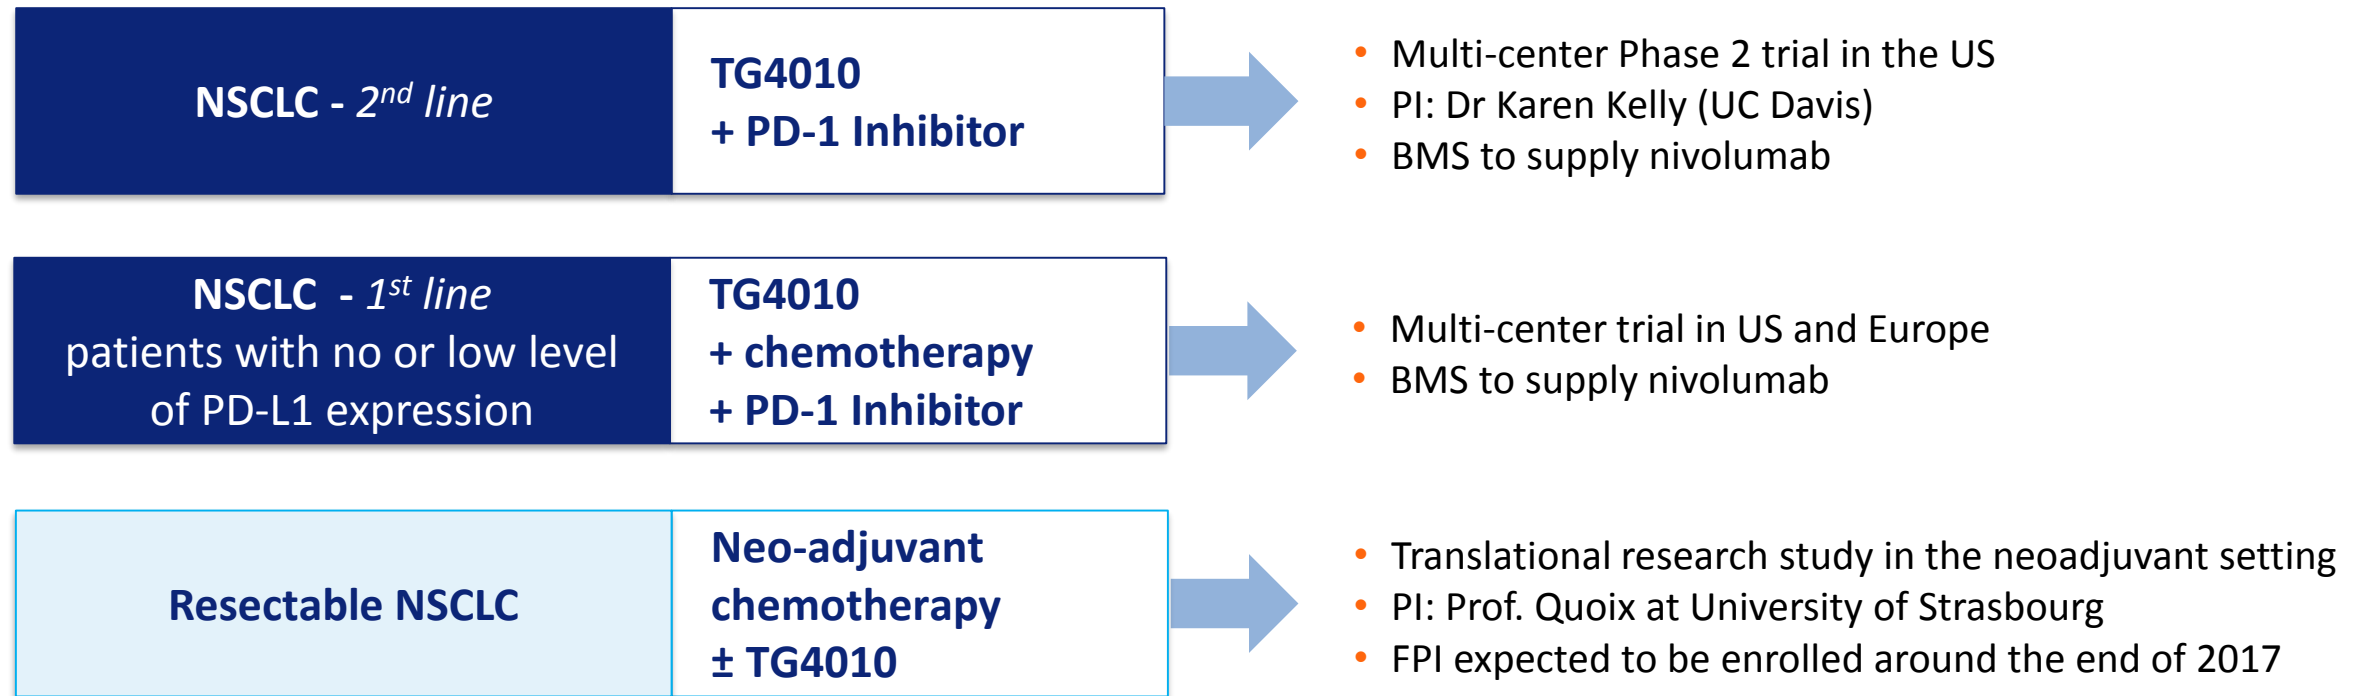 NSCLC - 2nd line
TG4010
+ PD-1 Inhibitor
• Multi-center Phase 2 trial in the US
• PI: Dr Karen Kelly (UC Davis)
• BMS to supply nivolumab
NSCLC - 1st line
patients with no or low level
of PD-L1 expression
TG4010
+ chemotherapy
+ PD-1 Inhibitor
• Multi-center trial in US and Europe
• BMS to supply nivolumab
Resectable NSCLC
Neo-adjuvant
chemotherapy
± TG4010
• Translational research study in the neoadjuvant setting
• PI: Prof. Quoix at University of Strasbourg
• FPI expected to be enrolled around the end of 2017